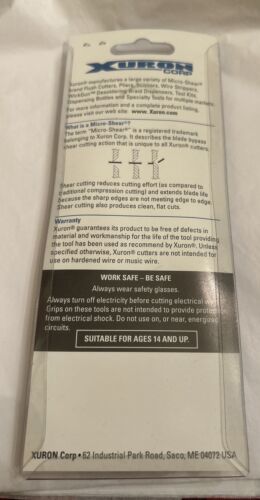 XURON
CORP
Xuron® manufactures a large variety of Micro-Shear®
brand Flush Cutters, Pliers, Scissors, Wire Strippers,
Wick Gun™ Desoldering Braid Dispensers, Tool Kits,
Dispensing Bottles and Specialty Tools for multiple markets.
For more information and a complete product listing,
please visit our web site www.Xuron.com
What is a Micro-Shear®?
The term "Micro-Shear®" is a registered trademark
belonging to Xuron Corp. It describes the blade bypass
shear cutting action that is unique to all Xuron® cutters.
Shear cutting reduces cutting effort (as compared to
traditional compression cutting) and extends blade life
because the sharp edges are not meeting edge to edge.
Shear cutting also produces clean, flat cuts.
Warranty
Xuron® guarantees its product to be free of defects in
material and workmanship for the life of the tool providing
the tool has been used as recommend by Xuron®. Unless
specified otherwise, Xuron® cutters are not intended for
use on hardened wire or music wire.
WORK SAFE – BE SAFE
Always wear safety glasses.
Always turn off electricity before cutting electrical
Grips on these tools are not intended to provide
from electrical shock. Do not use on, or near, energized
circuits.
SUITABLE FOR AGES 14 AND UP.
XURON Corp • 62 Industrial Park Road, Saco, ME 04072 USA